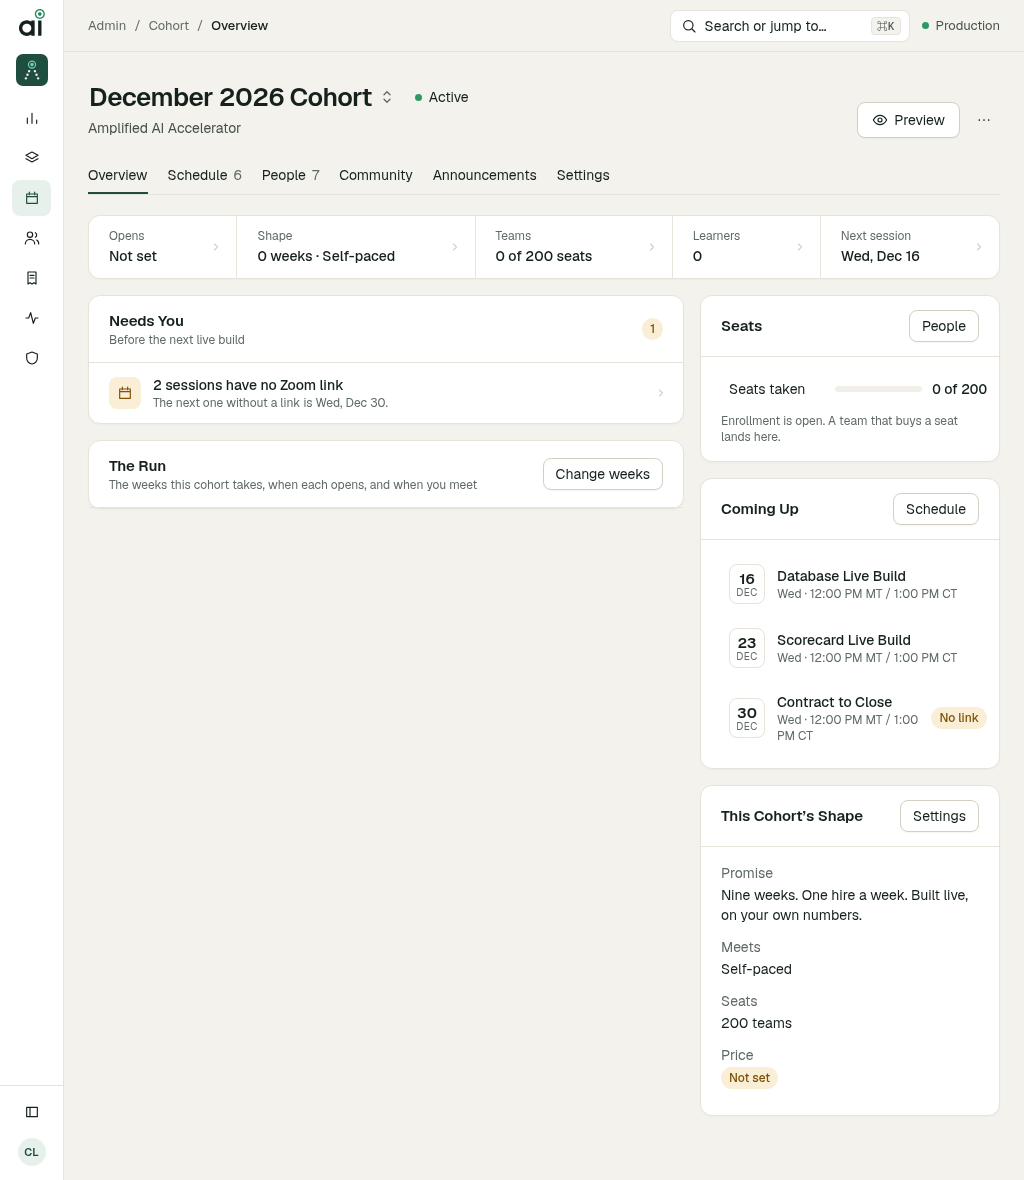 ai
Admin / Cohort / Overview
Search or jump to…
⌘K
Production
December 2026 Cohort
Active
Amplified AI Accelerator
Preview
Overview
Schedule 6
People 7
Community
Announcements
Settings
Opens
Not set
Shape
0 weeks · Self-paced
Teams
0 of 200 seats
Learners
0
Next session
Wed, Dec 16
Needs You
Before the next live build
1
2 sessions have no Zoom link
The next one without a link is Wed, Dec 30.
The Run
The weeks this cohort takes, when each opens, and when you meet
Change weeks
Seats
People
Seats taken
0 of 200
Enrollment is open. A team that buys a seat
lands here.
Coming Up
Schedule
16
DEC
Database Live Build
Wed · 12:00 PM MT / 1:00 PM CT
23
DEC
Scorecard Live Build
Wed · 12:00 PM MT / 1:00 PM CT
30
DEC
Contract to Close
Wed · 12:00 PM MT / 1:00
PM CT
No link
This Cohort’s Shape
Settings
Promise
Nine weeks. One hire a week. Built live,
on your own numbers.
Meets
Self-paced
Seats
200 teams
Price
Not set
CL